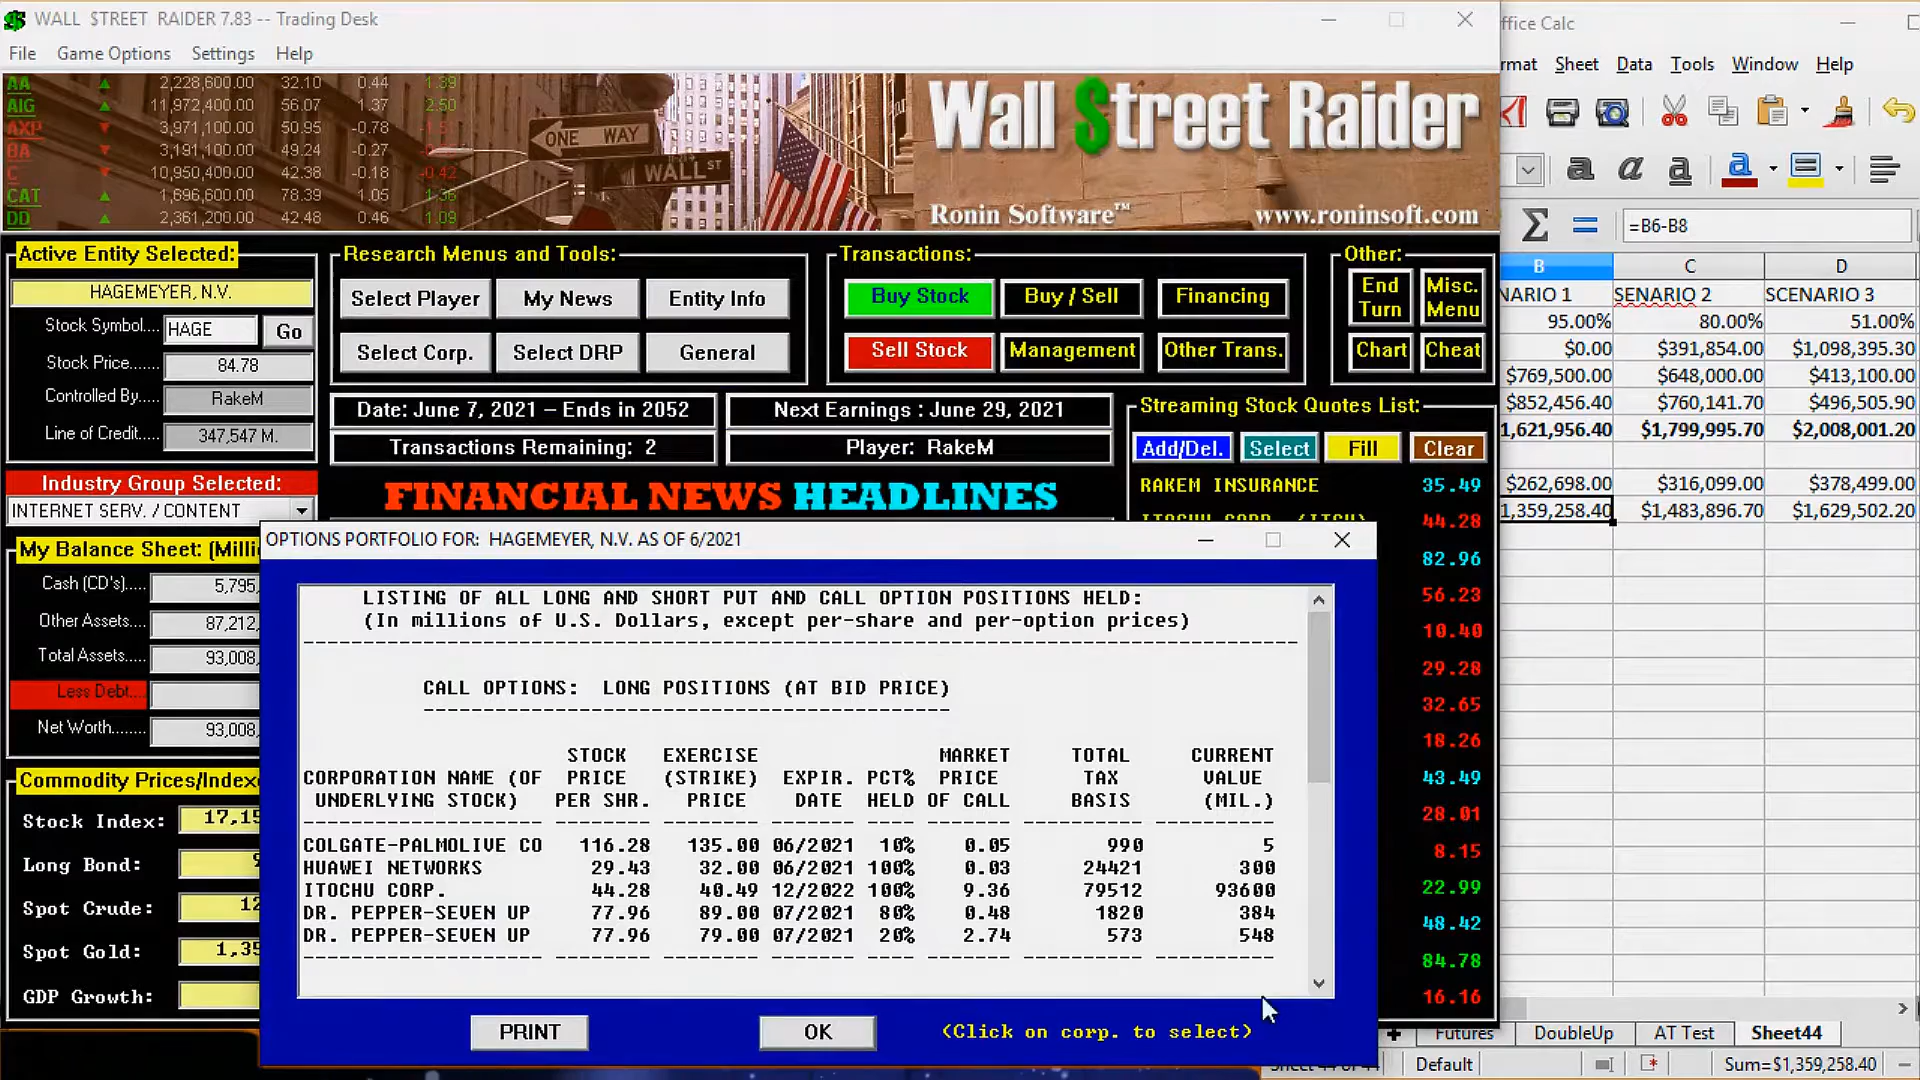 WALL $TREET RAIDER 7.83 -- Trading Desk
File Game Options Settings Help
AA 2,228,600.00 32.10 0.44 1.39
AIG 11,972,400.00 56.07 1.37 2.50
AXP 3,971,100.00 50.95 -0.78
BA 3,191,100.00 49.24 -0.27
C 10,950,400.00 42.38 -0.18 -0.42
CAT 1,696,600.00 78.39 1.05 1.36
DD 2,361,200.00 42.48 0.46 1.09
ONE WAY
WALL ST
Wall $treet Raider
Ronin Software™ www.roninsoft.com
Active Entity Selected:
HAGEMEYER, N.V.
Stock Symbol.... HAGE Go
Stock Price....... 84.78
Controlled By.... RakeM
Line of Credit.... 347,547 M.
Research Menus and Tools:
Select Player My News Entity Info
Select Corp. Select DRP General
Transactions:
Buy Stock Buy / Sell Financing
Sell Stock Management Other Trans.
Other:
End Turn Misc. Menu
Chart Cheat
Date: June 7, 2021 – Ends in 2052 Next Earnings : June 29, 2021
Transactions Remaining: 2 Player: RakeM
FINANCIAL NEWS HEADLINES
Streaming Stock Quotes List:
Add/Del. Select Fill Clear
RAKEM INSURANCE 35.49
ITOCHU CORP. (ITCH) 44.28
82.96
56.23
10.40
29.28
32.65
18.26
43.49
28.01
8.15
22.99
48.42
84.78
16.16
Industry Group Selected:
INTERNET SERV. / CONTENT
My Balance Sheet: (Milli
Cash (CD's)..... 5,795,
Other Assets.... 87,212,
Total Assets.... 93,008,
Less Debt...
Net Worth........ 93,008,
Commodity Prices/Index
Stock Index: 17,15
Long Bond: 9
Spot Crude: 12
Spot Gold: 1,35
GDP Growth:
OPTIONS PORTFOLIO FOR: HAGEMEYER, N.V. AS OF 6/2021
LISTING OF ALL LONG AND SHORT PUT AND CALL OPTION POSITIONS HELD:
(In millions of U.S. Dollars, except per-share and per-option prices)
CALL OPTIONS: LONG POSITIONS (AT BID PRICE)
STOCK EXERCISE MARKET TOTAL CURRENT
CORPORATION NAME (OF PRICE (STRIKE) EXPIR. PCT% PRICE TAX VALUE
UNDERLYING STOCK) PER SHR. PRICE DATE HELD OF CALL BASIS (MIL.)
COLGATE-PALMOLIVE CO 116.28 135.00 06/2021 10% 0.05 990 5
HUAWEI NETWORKS 29.43 32.00 06/2021 100% 0.03 24421 300
ITOCHU CORP. 44.28 40.49 12/2022 100% 9.36 79512 93600
DR. PEPPER-SEVEN UP 77.96 89.00 07/2021 80% 0.48 1820 384
DR. PEPPER-SEVEN UP 77.96 79.00 07/2021 20% 2.74 573 548
PRINT OK (Click on corp. to select)
ffice Calc
rmat Sheet Data Tools Window Help
=B6-B8
B C D
NARIO 1 SENARIO 2 SCENARIO 3
95.00% 80.00% 51.00%
$0.00 $391,854.00 $1,098,395.30
$769,500.00 $648,000.00 $413,100.00
$852,456.40 $760,141.70 $496,505.90
1,621,956.40 $1,799,995.70 $2,008,001.20
$262,698.00 $316,099.00 $378,499.00
1,359,258.40 $1,483,896.70 $1,629,502.20
Futures DoubleUp AT Test Sheet44
Default Sum=$1,359,258.40